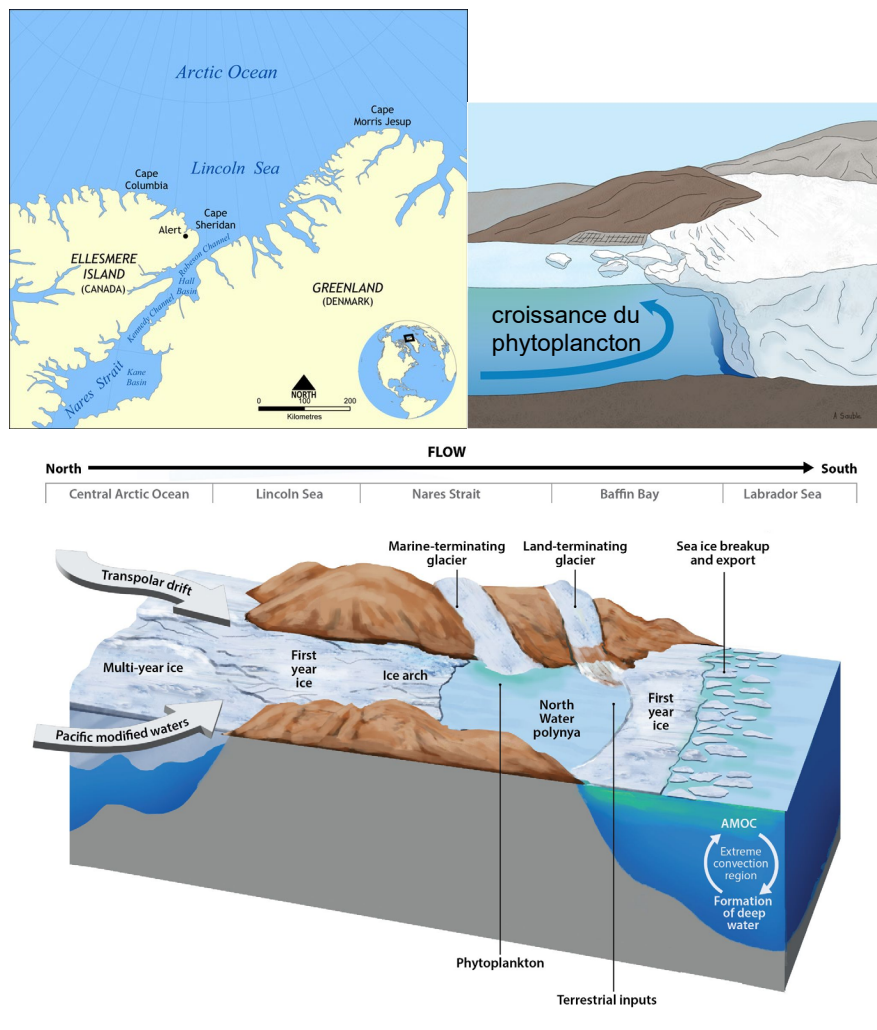 Arctic Ocean
Cape
Morris Jesup
Lincoln Sea
Cape
Columbia
Cape
Sheridan
Alert
Robeson Channel
ELLESMERE
ISLAND
(CANADA)
Hall
Basin
GREENLAND
(DENMARK)
Kennedy Channel
Kane
Basin
Nares Strait
NORTH
0 100 200
Kilometres
croissance du
phytoplancton
A Sauble
FLOW
North South
Central Arctic Ocean Lincoln Sea Nares Strait Baffin Bay Labrador Sea
Marine-terminating
glacier
Land-terminating
glacier
Sea ice breakup
and export
Transpolar drift
Multi-year ice
First
year
ice
Ice arch
North
Water
polynya
First
year
ice
Pacific modified waters
AMOC
Extreme
convection
region
Formation
of deep
water
Phytoplankton
Terrestrial inputs